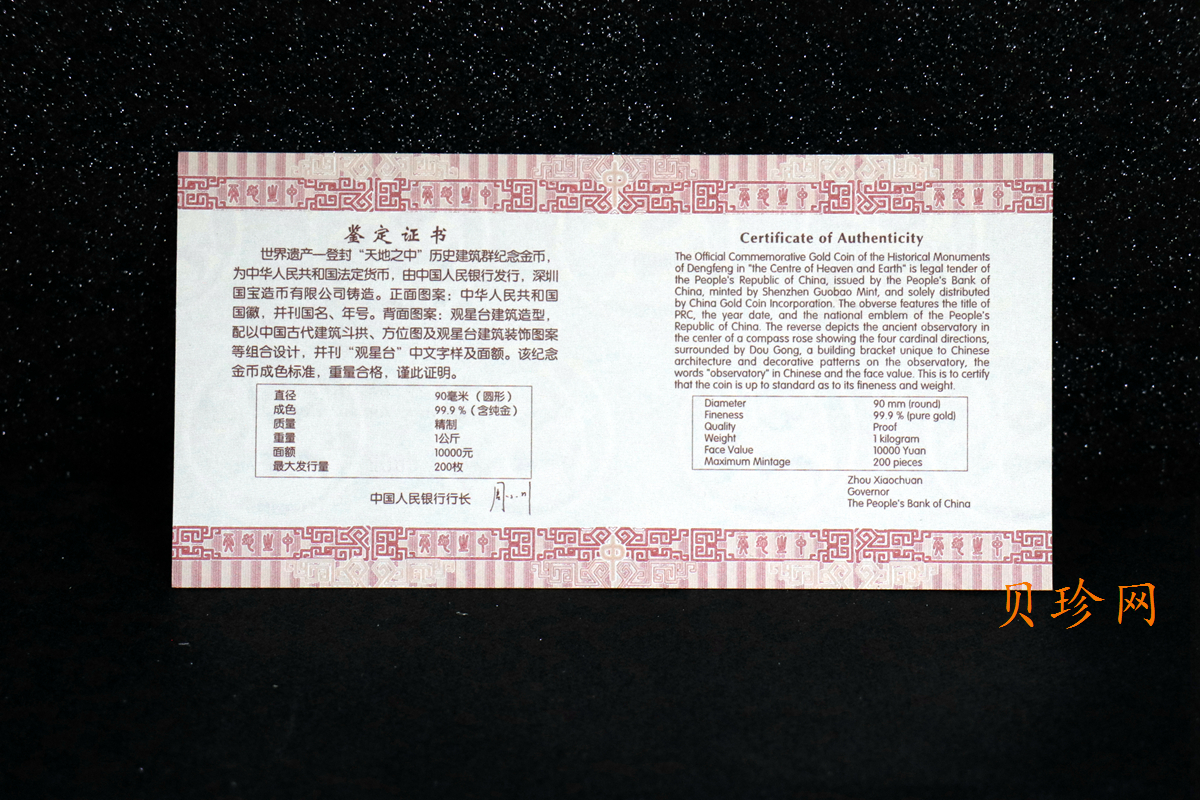 鉴定证书
世界遗产—登封“天地之中”历史建筑群纪念金币，
为中华人民共和国法定货币，由中国人民银行发行，深圳
国宝造币有限公司铸造。正面图案：中华人民共和国
国徽，并刊国名、年号。背面图案：观星台建筑造型，
配以中国古代建筑斗拱、方位图及观星台建筑装饰图案
等组合设计，并刊“观星台”中文字样及面额。该纪念
金币成色标准，重量合格，谨此证明。
直径 90毫米（圆形）
成色 99.9%（含纯金）
质量 精制
重量 1公斤
面额 10000元
最大发行量 200枚
中国人民银行行长
Certificate of Authenticity
The Official Commemorative Gold Coin of the Historical Monuments
of Dengfeng in "the Centre of Heaven and Earth" is legal tender of
the People's Republic of China, issued by the People's Bank of
China, minted by Shenzhen Guobao Mint, and solely distributed
by China Gold Coin Incorporation. The obverse features the title of
PRC, the year date, and the national emblem of the People's
Republic of China. The reverse depicts the ancient observatory in
the center of a compass rose showing the four cardinal directions,
surrounded by Dou Gong, a building bracket unique to Chinese
architecture and decorative patterns on the observatory, the
words "observatory" in Chinese and the face value. This is to certify
that the coin is up to standard as to its fineness and weight.
Diameter 90 mm (round)
Fineness 99.9 % (pure gold)
Quality Proof
Weight 1 kilogram
Face Value 10000 Yuan
Maximum Mintage 200 pieces
Zhou Xiaochuan
Governor
The People's Bank of China
贝珍网